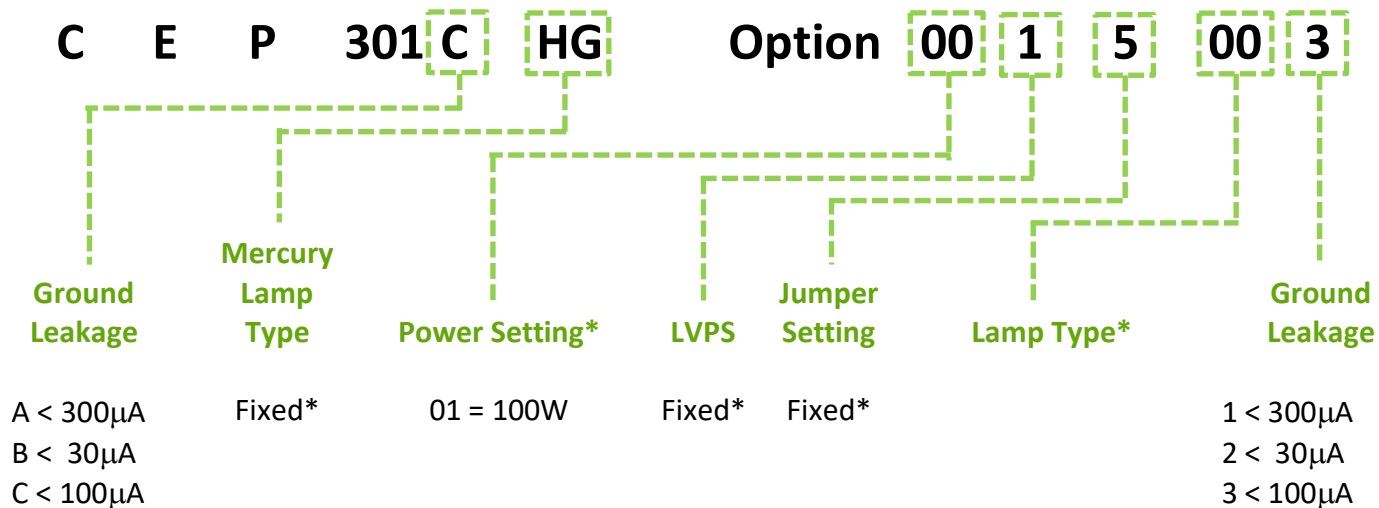 C E P 301 C HG Option 00 1 5 00 3
Ground Leakage
Mercury Lamp Type
Power Setting*
LVPS
Jumper Setting
Lamp Type*
Ground Leakage
A < 300µA
B < 30µA
C < 100µA
Fixed*
01 = 100W
Fixed*
Fixed*
1 < 300µA
2 < 30µA
3 < 100µA